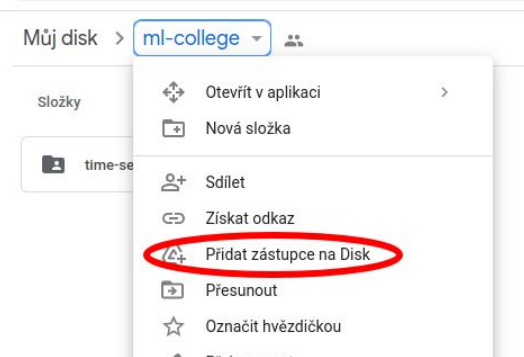 Můj disk > ml-college
Složky
Otevřít v aplikaci
Nová složka
time-se
Sdílet
Získat odkaz
Přidat zástupce na Disk
Přesunout
Označit hvězdičkou